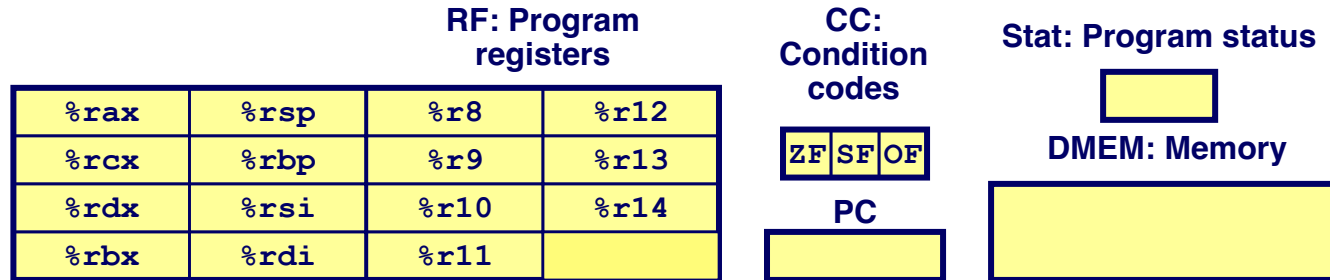 RF: Program
registers
%rax %rsp %r8 %r12
%rcx %rbp %r9 %r13
%rdx %rsi %r10 %r14
%rbx %rdi %r11
CC:
Condition
codes
ZF SF OF
PC
Stat: Program status
DMEM: Memory